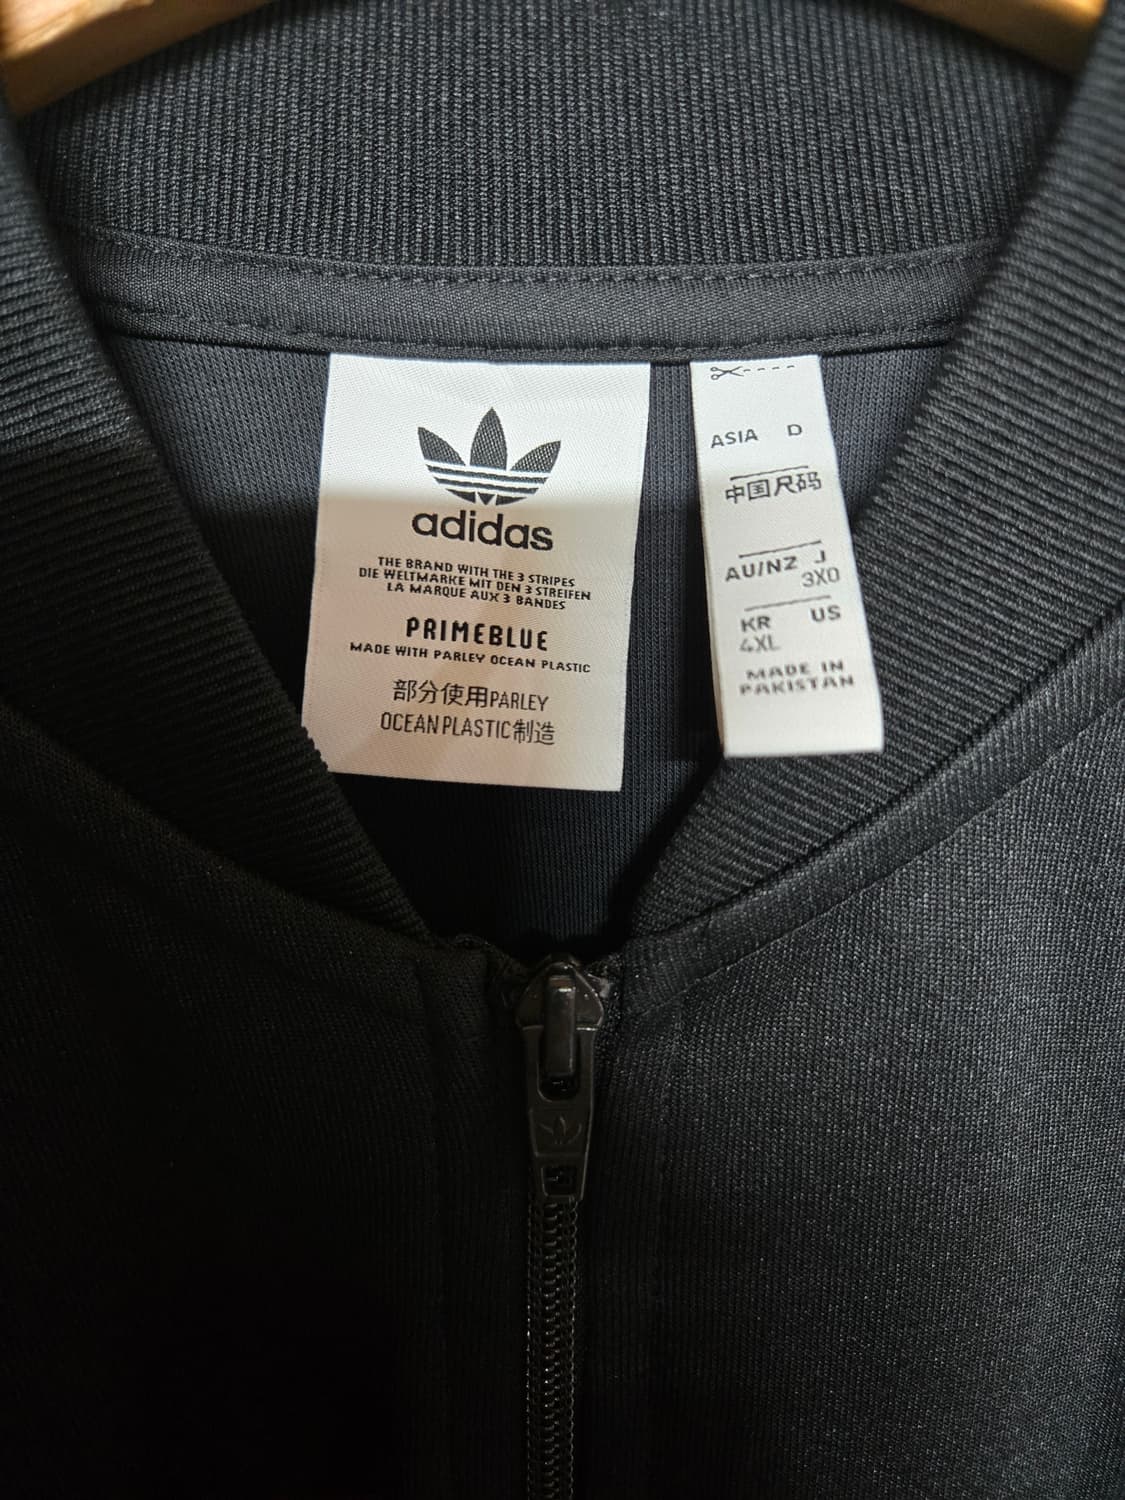 adidas
THE BRAND WITH THE 3 STRIPES
DIE WELTMARKE MIT DEN 3 STREIFEN
LA MARQUE AUX 3 BANDES
PRIMEBLUE
MADE WITH PARLEY OCEAN PLASTIC
部分使用PARLEY
OCEAN PLASTIC制造
ASIA D
中国尺码
AU/NZ J
3XO
KR US
4XL
MADE IN
PAKISTAN